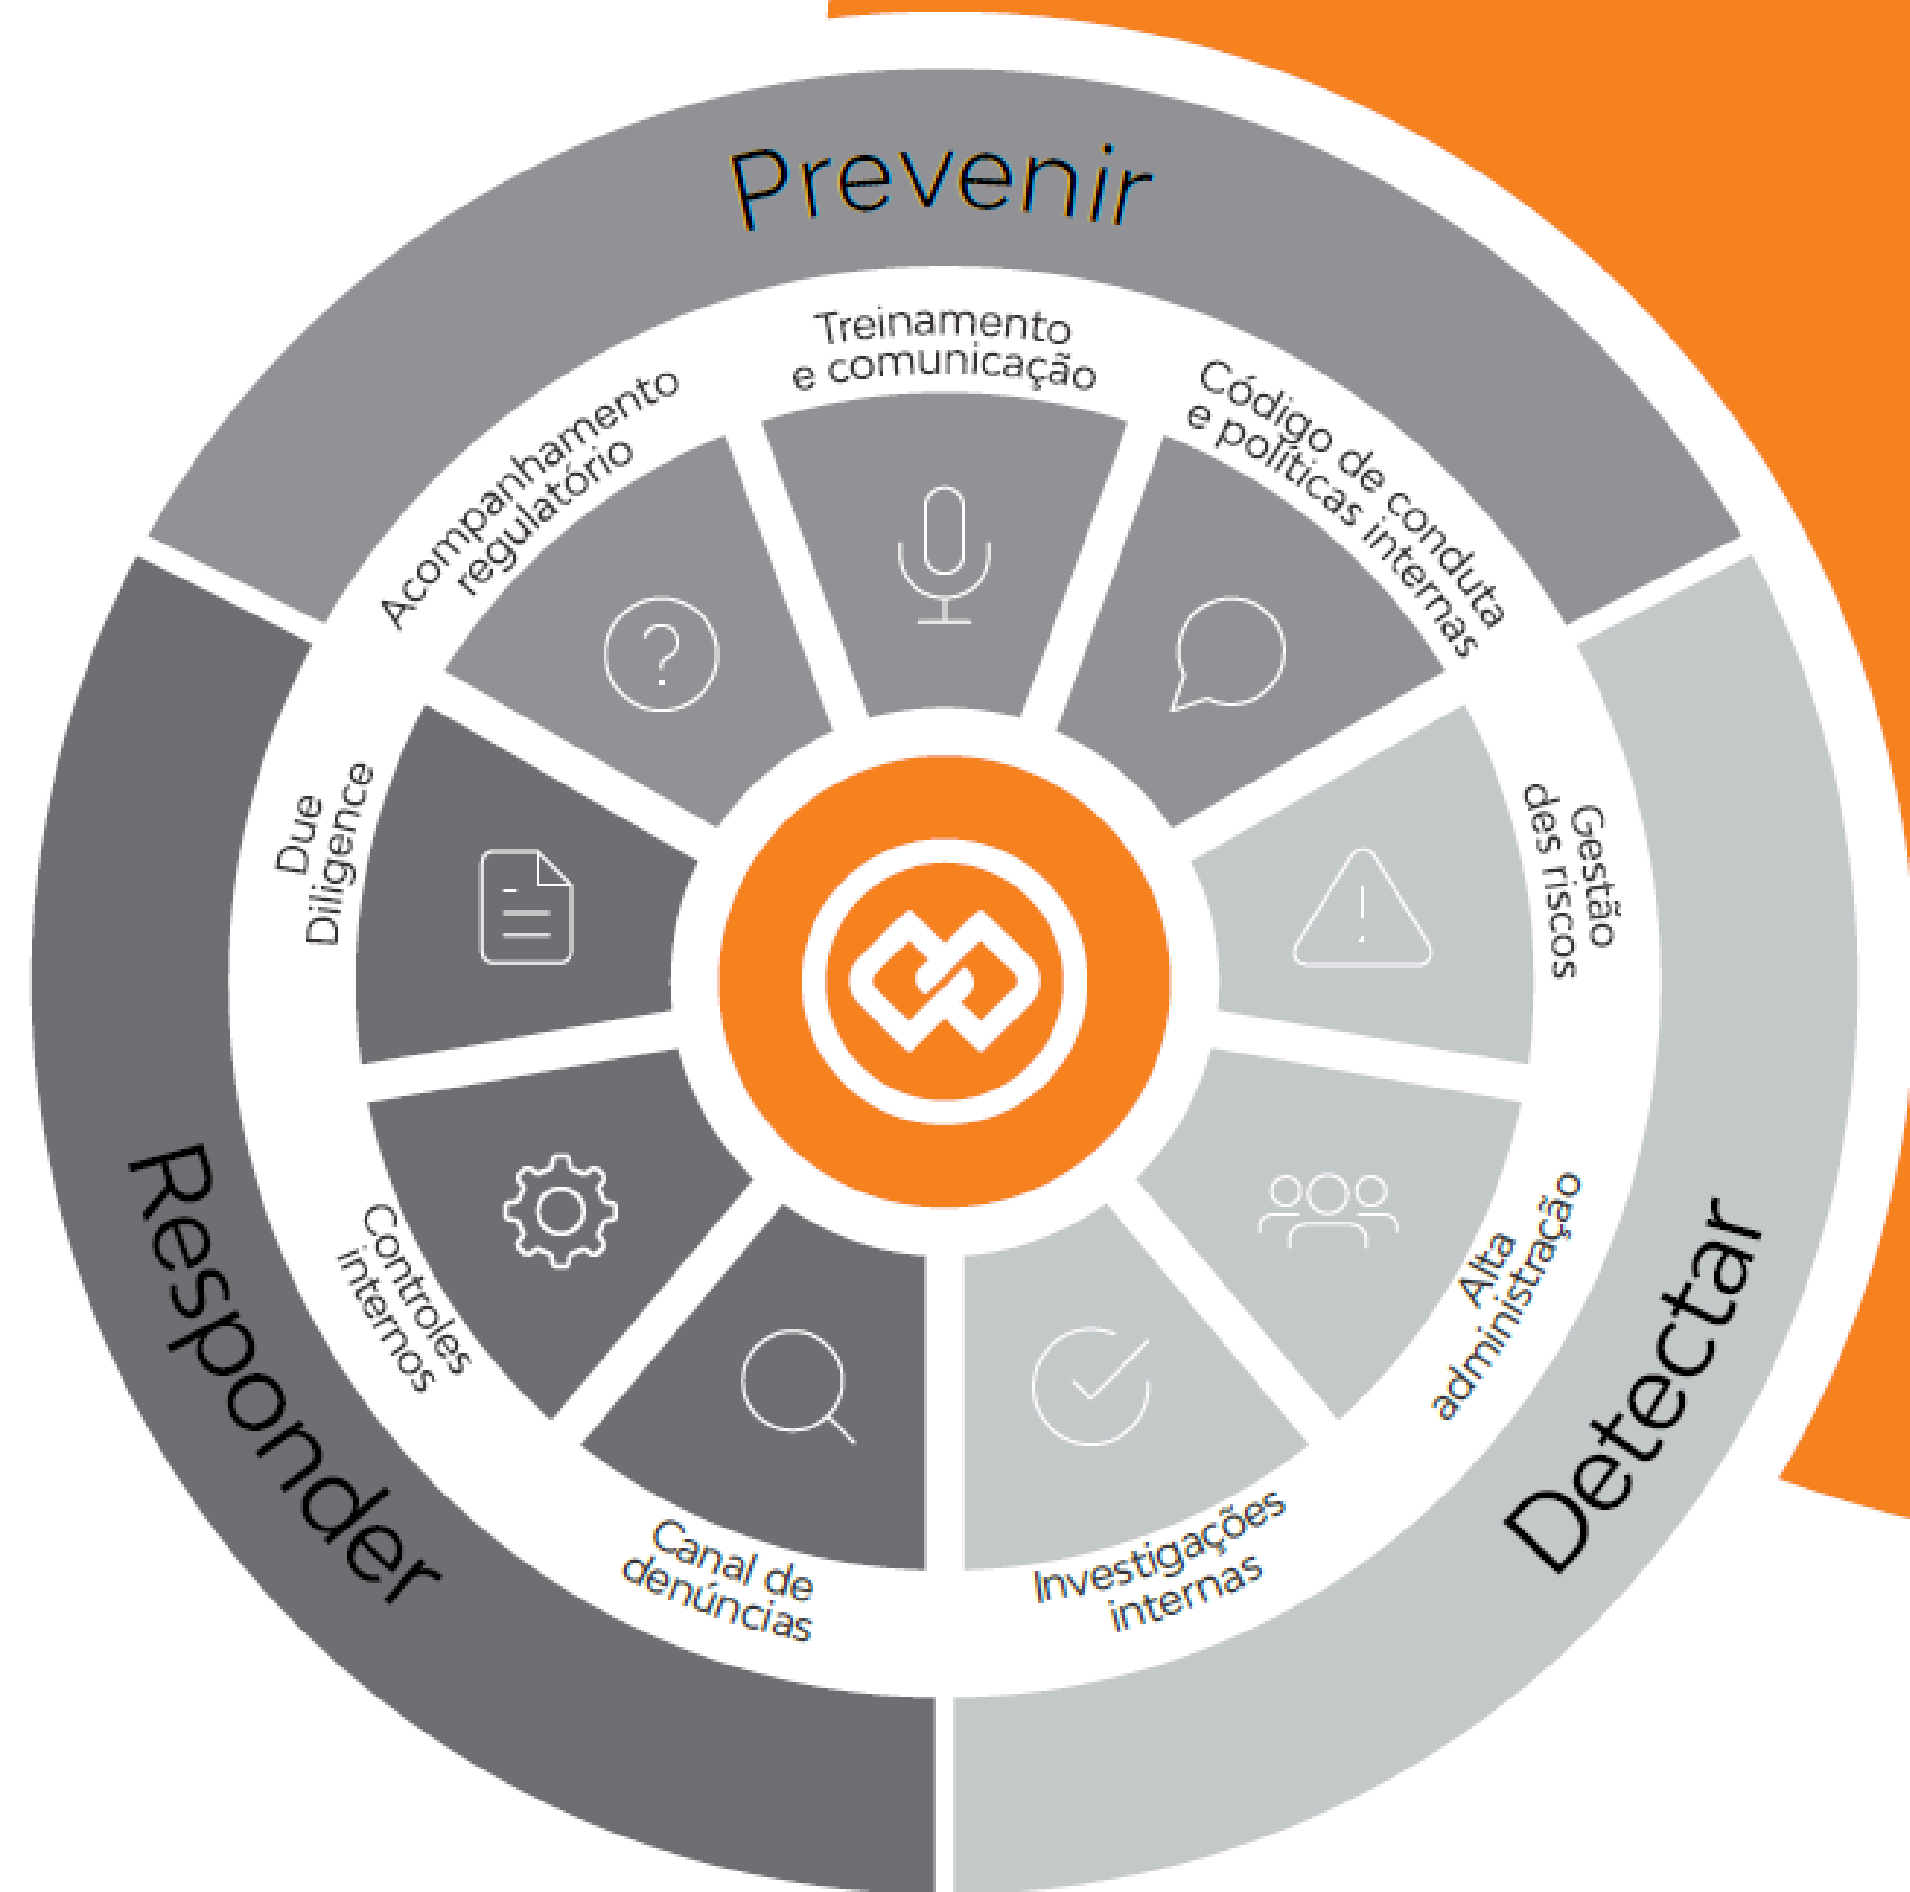 Prevenir
Treinamento
e comunicação
Código de conduta
e políticas internas
Acompanhamento
regulatório
Gestão
des riscos
Due
Diligence
Alta
administração
Detectar
Controles
internos
Responder
Investigações
internas
Canal de
denúncias
?